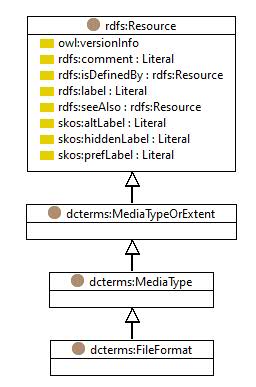 rdfs:Resource
owl:versionInfo
rdfs:comment : Literal
rdfs:isDefinedBy : rdfs:Resource
rdfs:label : Literal
rdfs:seeAlso : rdfs:Resource
skos:altLabel : Literal
skos:hiddenLabel : Literal
skos:prefLabel : Literal
dcterms:MediaTypeOrExtent
dcterms:MediaType
dcterms:FileFormat